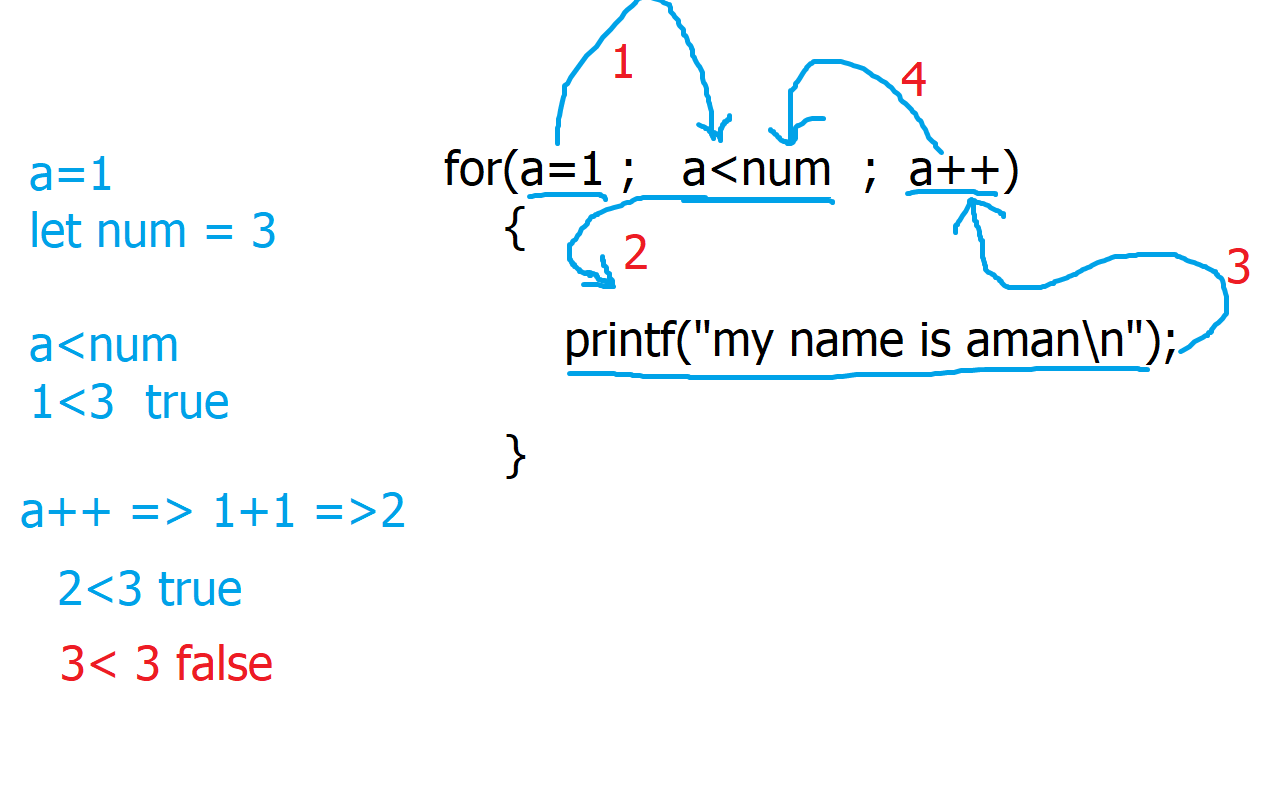 a=1
let num = 3
a<num
1<3 true
a++ => 1+1 =>2
2<3 true
3< 3 false
1
4
for(a=1 ; a<num ; a++)
{
2
3
printf("my name is aman\n");
}